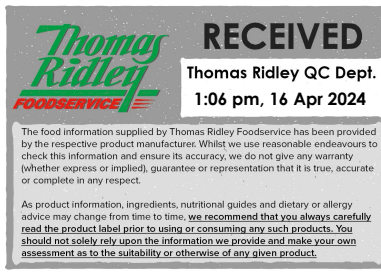 Thomas
Ridley
FOODSERVICE
RECEIVED
Thomas Ridley QC Dept.
1:06 pm, 16 Apr 2024
The food information supplied by Thomas Ridley Foodservice has been provided
by the respective product manufacturer. Whilst we use reasonable endeavours to
check this information and ensure its accuracy, we do not give any warranty
(whether express or implied), guarantee or representation that it is true, accurate
or complete in any respect.
As product information, ingredients, nutritional guides and dietary or allergy
advice may change from time to time, we recommend that you always carefully
read the product label prior to using or consuming any such products. You
should not solely rely upon the information we provide and make your own
assessment as to the suitability or otherwise of any given product.